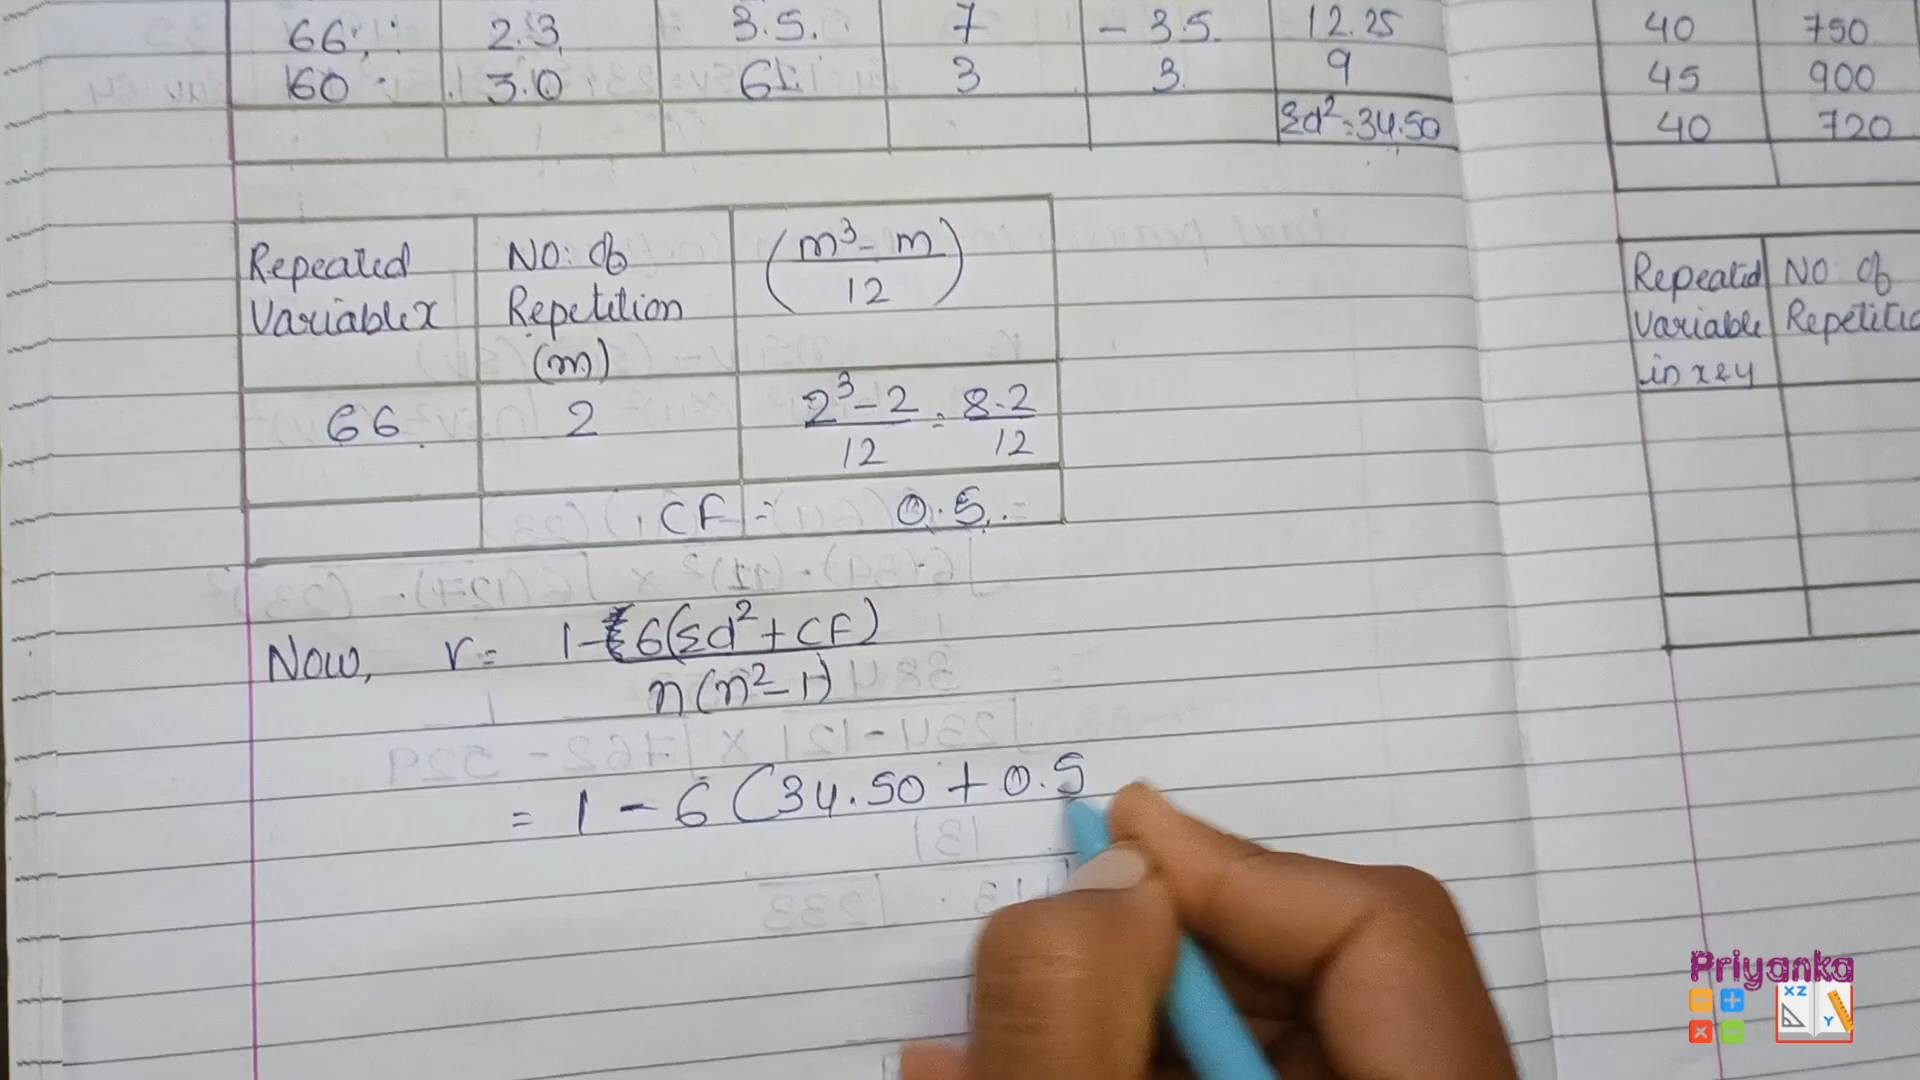 66 2.3 3.5 7 - 3.5 12.25
60 3.0 6 3 3 9
Σd²=34.50
Repeated Variable x NO: of Repetition (m) (m³-m / 12)
66 2 2³-2 / 12 = 8-2 / 12
CF = 0.5
Now, r= 1-6(Σd²+CF)
n(n²-1)
= 1 - 6 (34.50 + 0.5
40 750
45 900
40 720
Repeated NO of
Variable
in x & y
Priyanka
XZ
Y